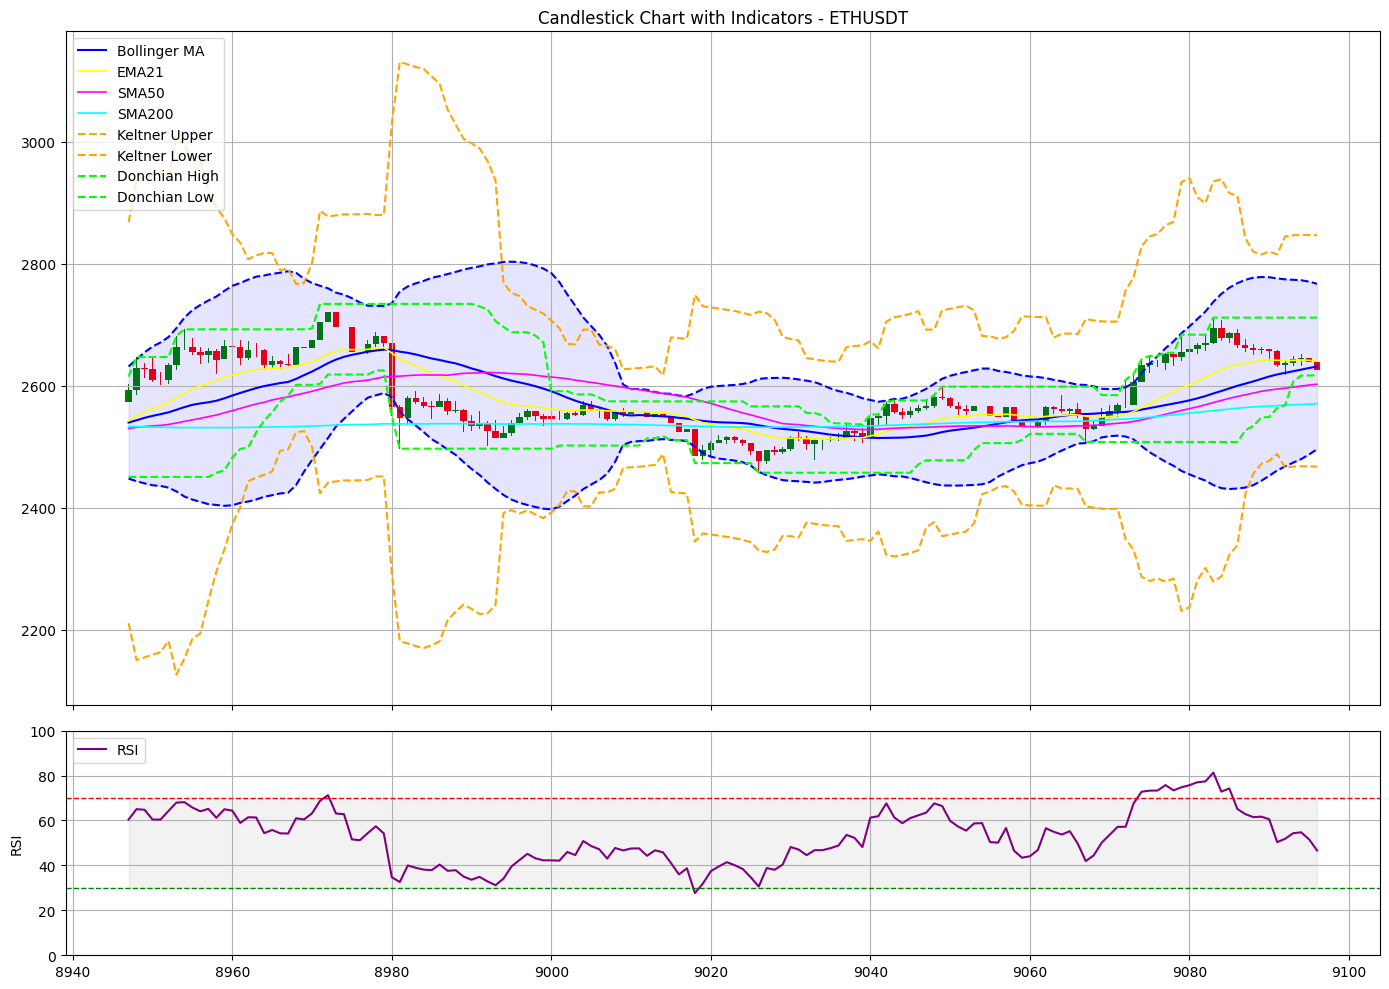 Candlestick Chart with Indicators - ETHUSDT
Bollinger MA
EMA21
SMA50
SMA200
Keltner Upper
Keltner Lower
Donchian High
Donchian Low
3000
2800
2600
2400
2200
RSI
100
80
60
40
20
0
RSI
8940 8960 8980 9000 9020 9040 9060 9080 9100